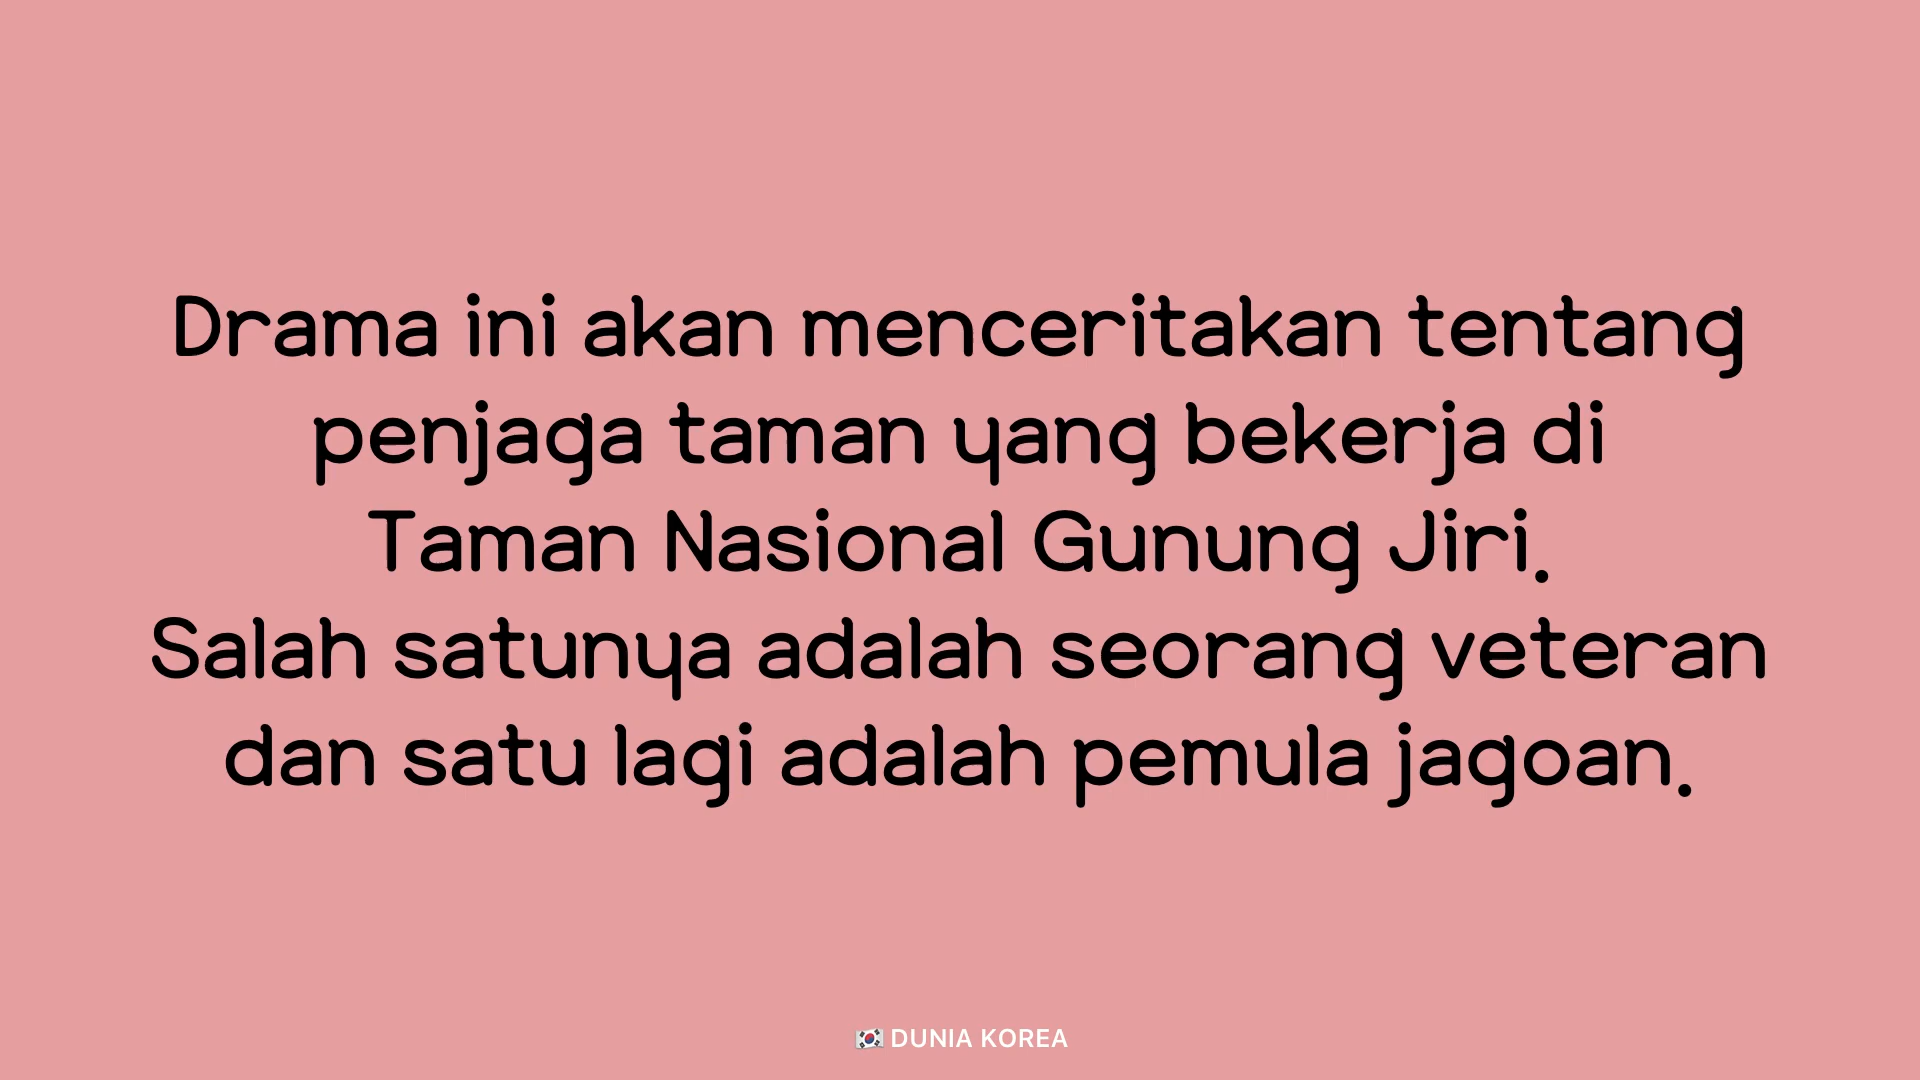 Drama ini akan menceritakan tentang
penjaga taman yang bekerja di
Taman Nasional Gunung Jiri.
Salah satunya adalah seorang veteran
dan satu lagi adalah pemula jagoan.
🇰🇷 DUNIA KOREA